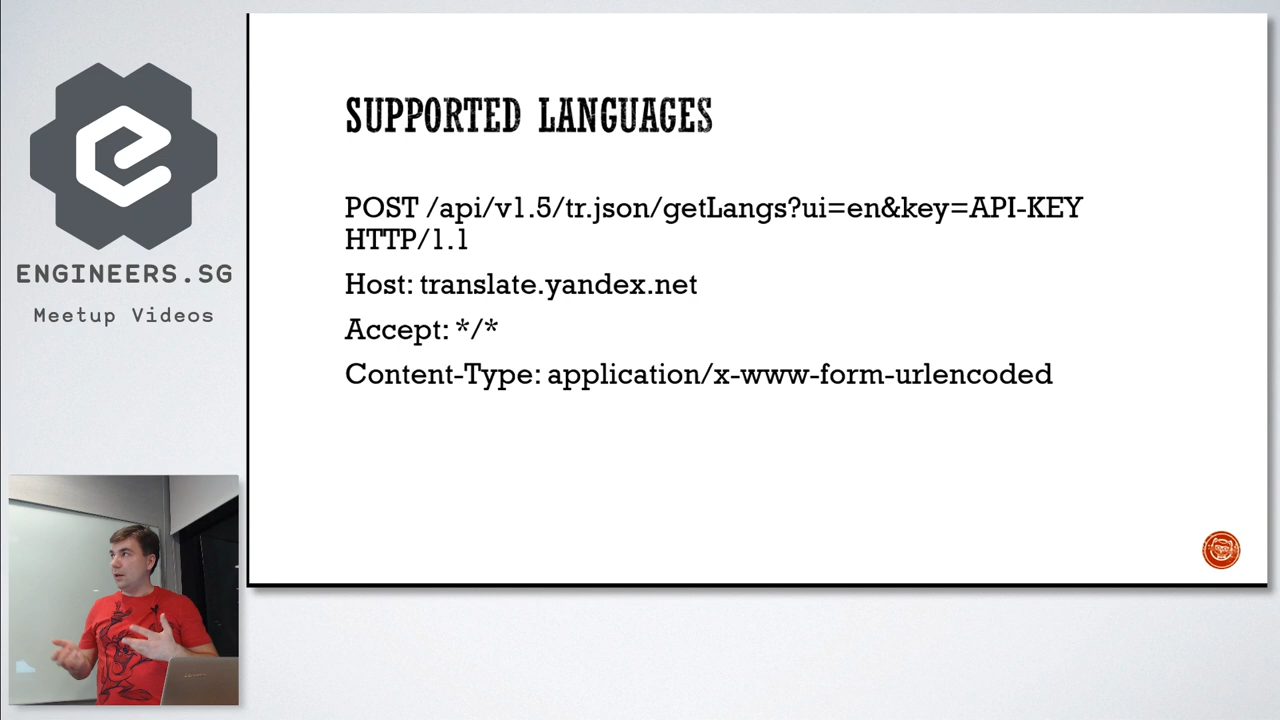 ENGINEERS.SG
Meetup Videos
SUPPORTED LANGUAGES
POST /api/v1.5/tr.json/getLangs?ui=en&key=API-KEY
HTTP/1.1
Host: translate.yandex.net
Accept: */*
Content-Type: application/x-www-form-urlencoded